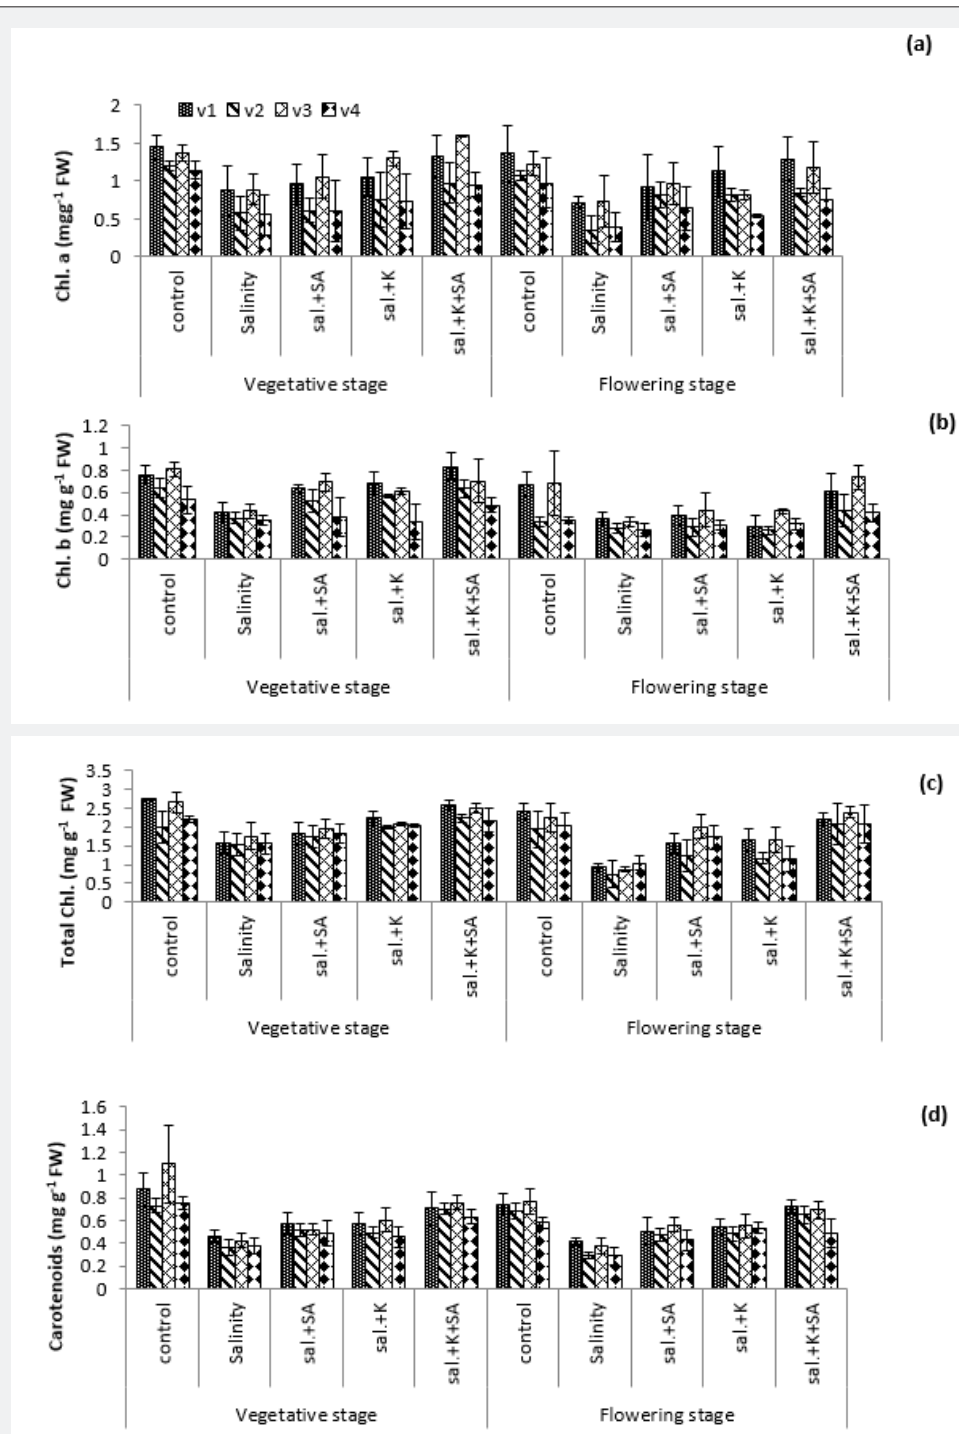 (a)
v1 v2 v3 v4
2
1.5
1
0.5
0
Chl. a (mgg-1 FW)
control Salinity sal.+SA sal.+K sal.+K+SA control Salinity sal.+SA sal.+K sal.+K+SA
Vegetative stage Flowering stage
(b)
1.2
1
0.8
0.6
0.4
0.2
0
Chl. b (mg g-1 FW)
control Salinity sal.+SA sal.+K sal.+K+SA control Salinity sal.+SA sal.+K sal.+K+SA
Vegetative stage Flowering stage
(c)
3.5
3
2.5
2
1.5
1
0.5
0
Total Chl. (mg g-1 FW)
control Salinity sal.+SA sal.+K sal.+K+SA control Salinity sal.+SA sal.+K sal.+K+SA
Vegetative stage Flowering stage
(d)
1.6
1.4
1.2
1
0.8
0.6
0.4
0.2
0
Carotenoids (mg g-1 FW)
control Salinity sal.+SA sal.+K sal.+K+SA control Salinity sal.+SA sal.+K sal.+K+SA
Vegetative stage Flowering stage